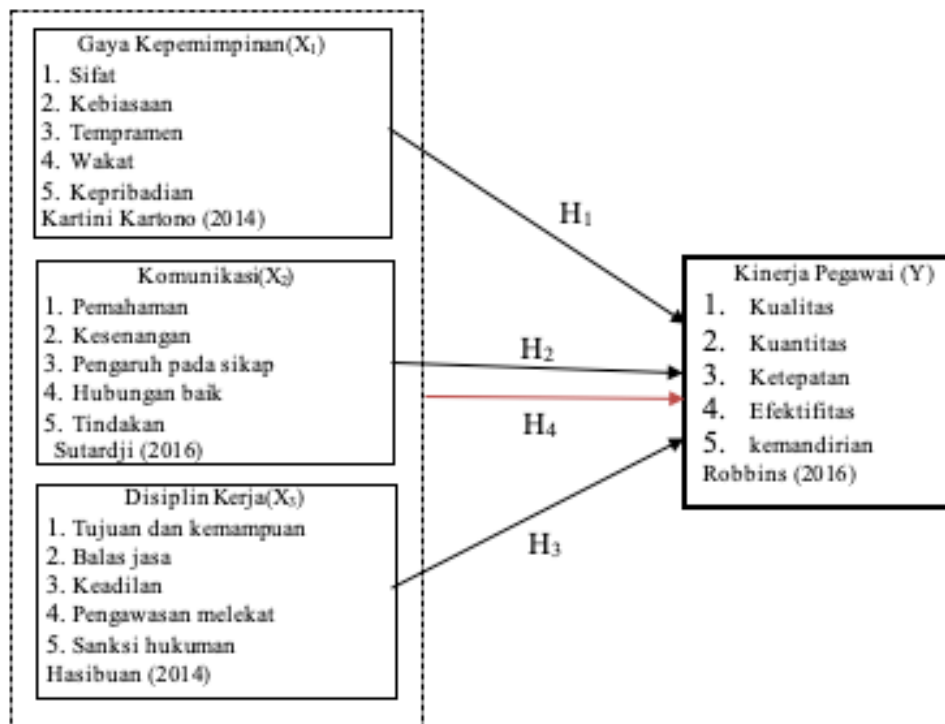 Gaya Kepemimpinan(X₁)
1. Sifat
2. Kebiasaan
3. Tempramen
4. Wakat
5. Kepribadian
Kartini Kartono (2014)
Komunikasi(X₂)
1. Pemahaman
2. Kesenangan
3. Pengaruh pada sikap
4. Hubungan baik
5. Tindakan
Sutardji (2016)
Disiplin Kerja(X₃)
1. Tujuan dan kemampuan
2. Balas jasa
3. Keadilan
4. Pengawasan melekat
5. Sanksi hukuman
Hasibuan (2014)
H₁
H₂
H₄
H₃
Kinerja Pegawai (Y)
1. Kualitas
2. Kuantitas
3. Ketepatan
4. Efektifitas
5. kemandirian
Robbins (2016)